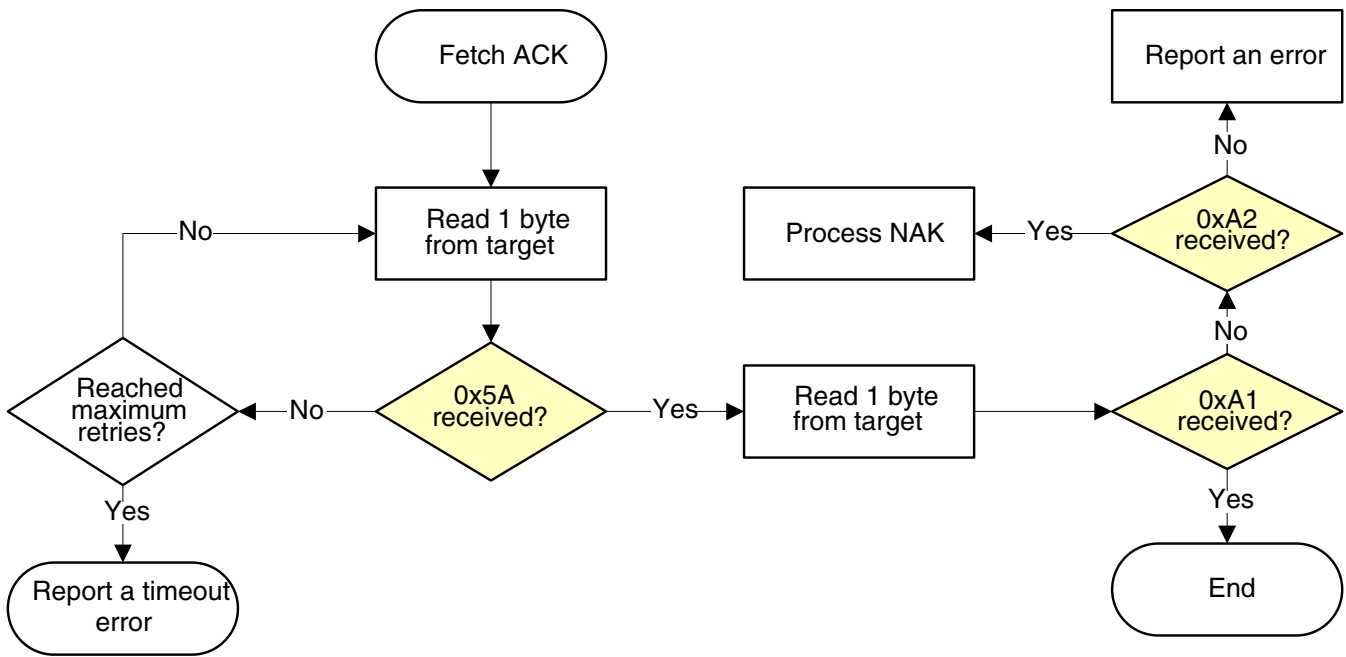 Fetch ACK
Report an error
No
Read 1 byte
from target
Process NAK
0xA2
received?
No
Yes
No
Reached
maximum
retries?
0x5A
received?
Read 1 byte
from target
0xA1
received?
No
Yes
Yes
Yes
Report a timeout
error
End